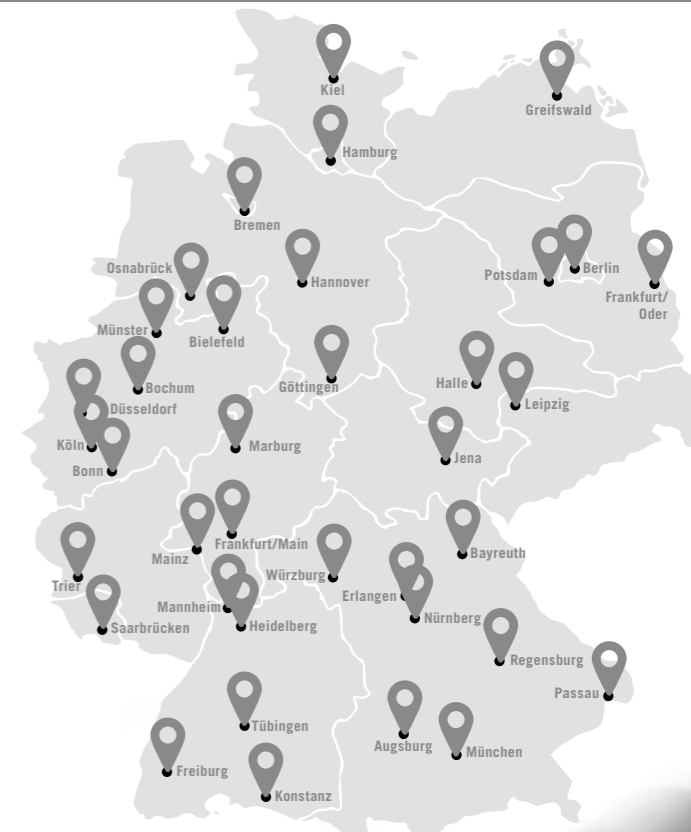 Kiel
Greifswald
Hamburg
Bremen
Osnabrück
Hannover
Potsdam
Berlin
Frankfurt/
Oder
Münster
Bielefeld
Göttingen
Halle
Bochum
Leipzig
Düsseldorf
Köln
Marburg
Jena
Bonn
Frankfurt/Main
Mainz
Bayreuth
Würzburg
Trier
Erlangen
Mannheim
Nürnberg
Saarbrücken
Heidelberg
Regensburg
Passau
Tübingen
Augsburg
München
Freiburg
Konstanz